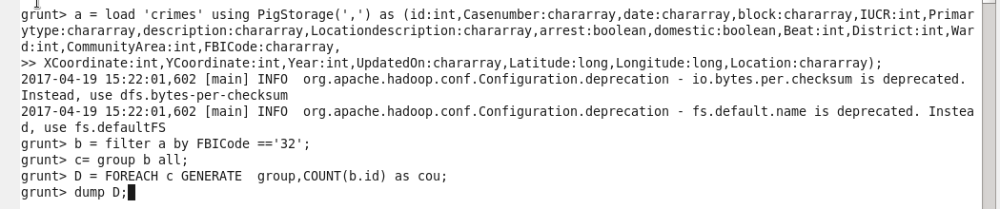 grunt> a = load 'crimes' using PigStorage(',') as (id:int,Casenumber:chararray,date:chararray,block:chararray,IUCR:int,Primar
ytype:chararray,description:chararray,Locationdescription:chararray,arrest:boolean,domestic:boolean,Beat:int,District:int,War
d:int,CommunityArea:int,FBICode:chararray,
>> XCoordinate:int,YCoordinate:int,Year:int,UpdatedOn:chararray,Latitude:long,Longitude:long,Location:chararray);
2017-04-19 15:22:01,602 [main] INFO  org.apache.hadoop.conf.Configuration.deprecation - io.bytes.per.checksum is deprecated.
Instead, use dfs.bytes-per-checksum
2017-04-19 15:22:01,602 [main] INFO  org.apache.hadoop.conf.Configuration.deprecation - fs.default.name is deprecated. Instea
d, use fs.defaultFS
grunt> b = filter a by FBICode =='32';
grunt> c= group b all;
grunt> D = FOREACH c GENERATE  group,COUNT(b.id) as cou;
grunt> dump D;